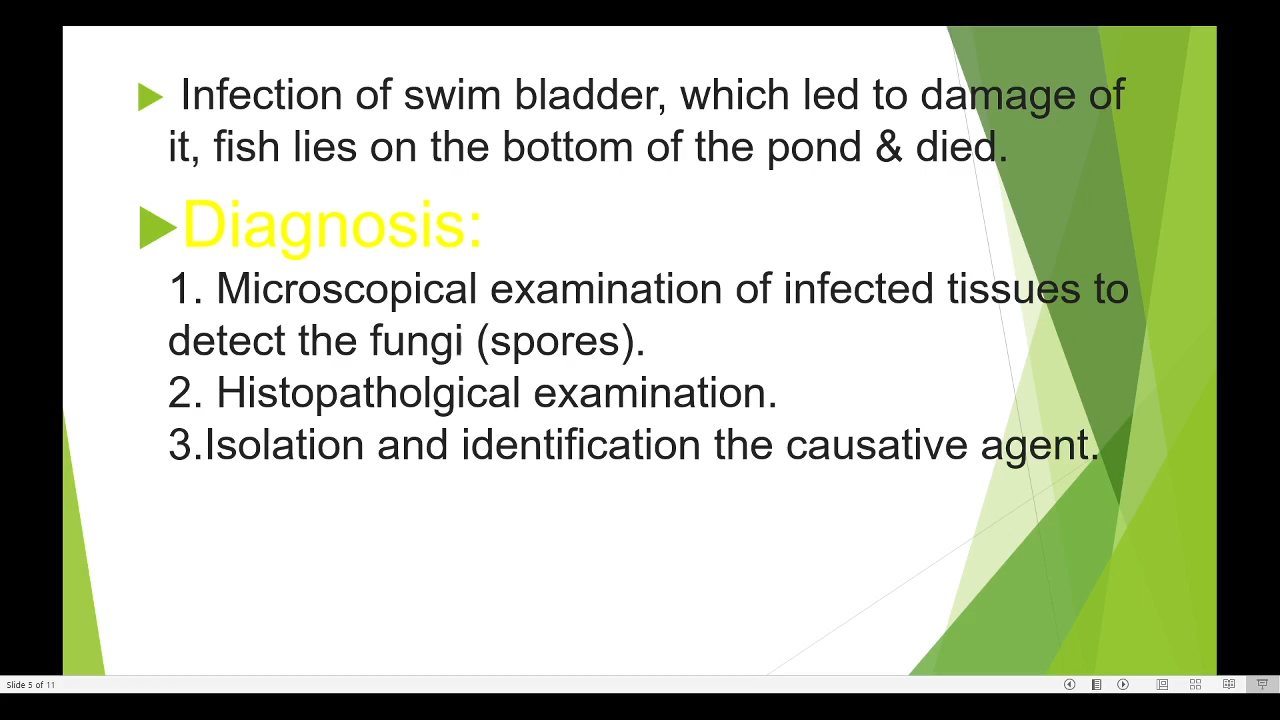 Infection of swim bladder, which led to damage of
it, fish lies on the bottom of the pond & died.
Diagnosis:
1. Microscopical examination of infected tissues to
detect the fungi (spores).
2. Histopatholgical examination.
3.Isolation and identification the causative agent.
Slide 5 of 11